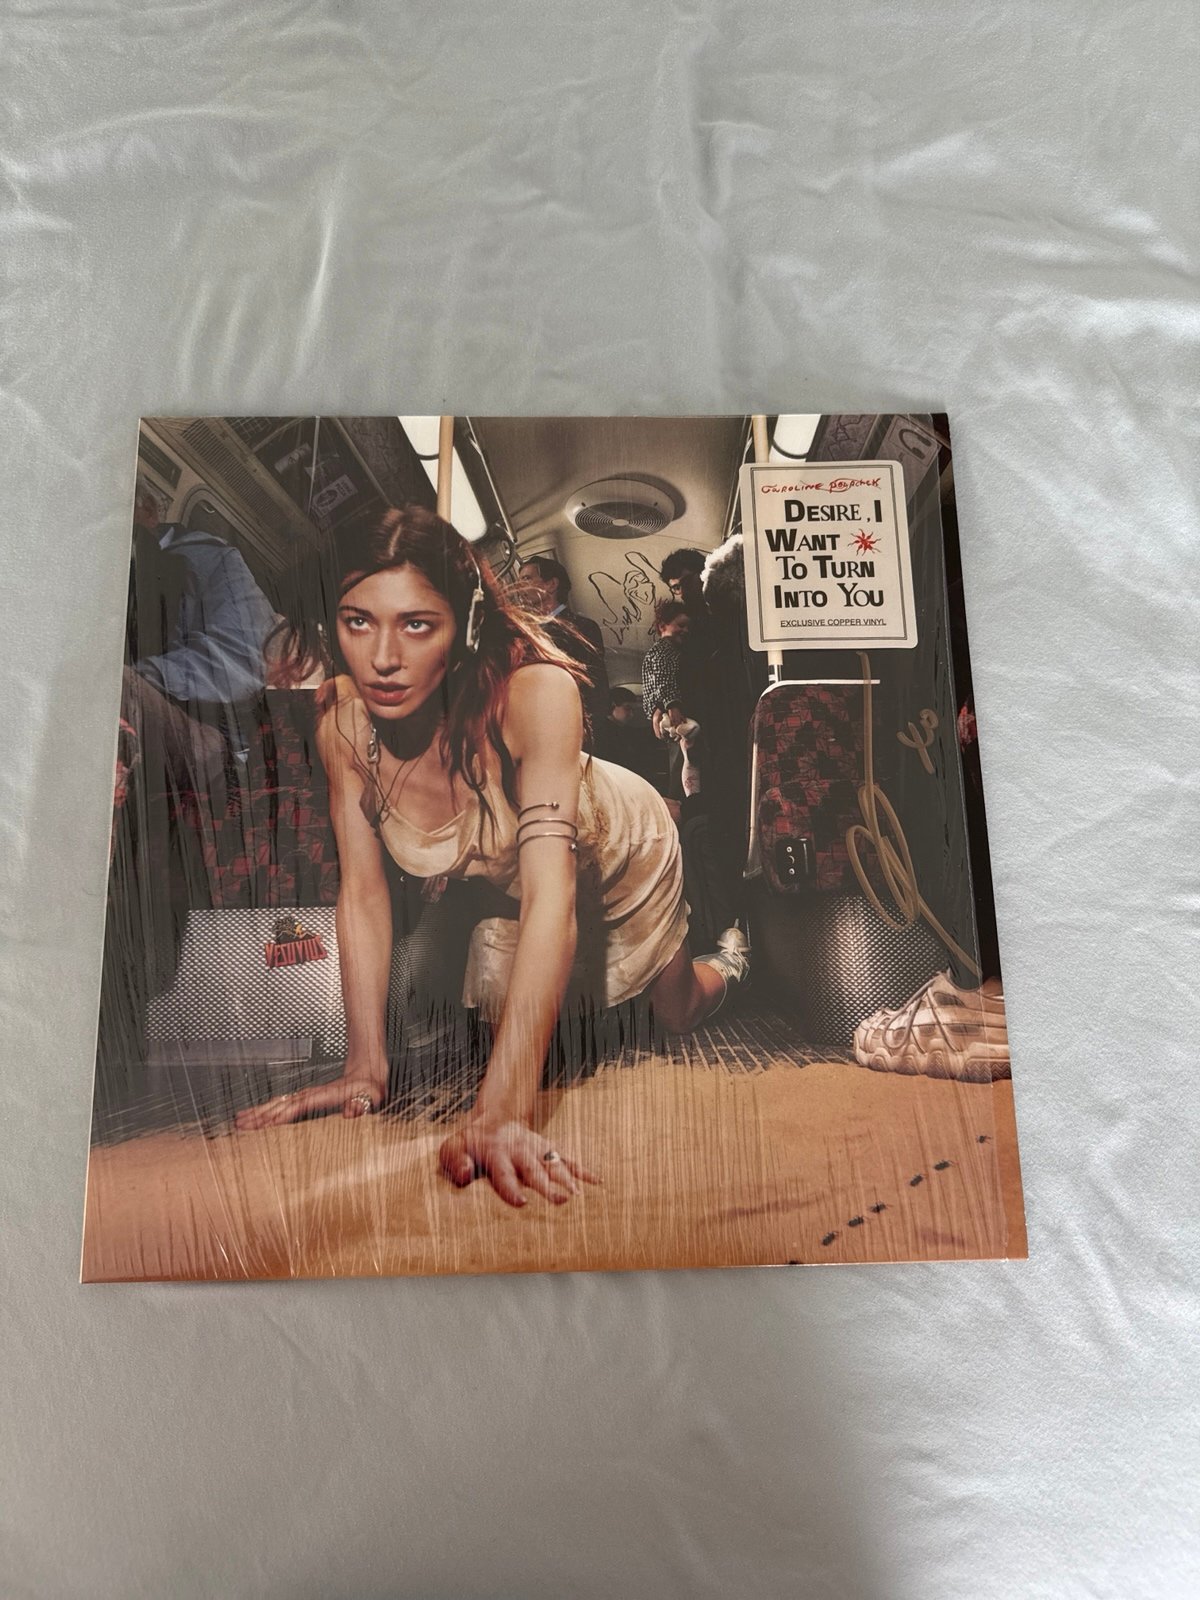 CAROLINE POLACHEK
DESIRE, I
WANT
TO TURN
INTO YOU
EXCLUSIVE COPPER VINYL
VESUVIUS